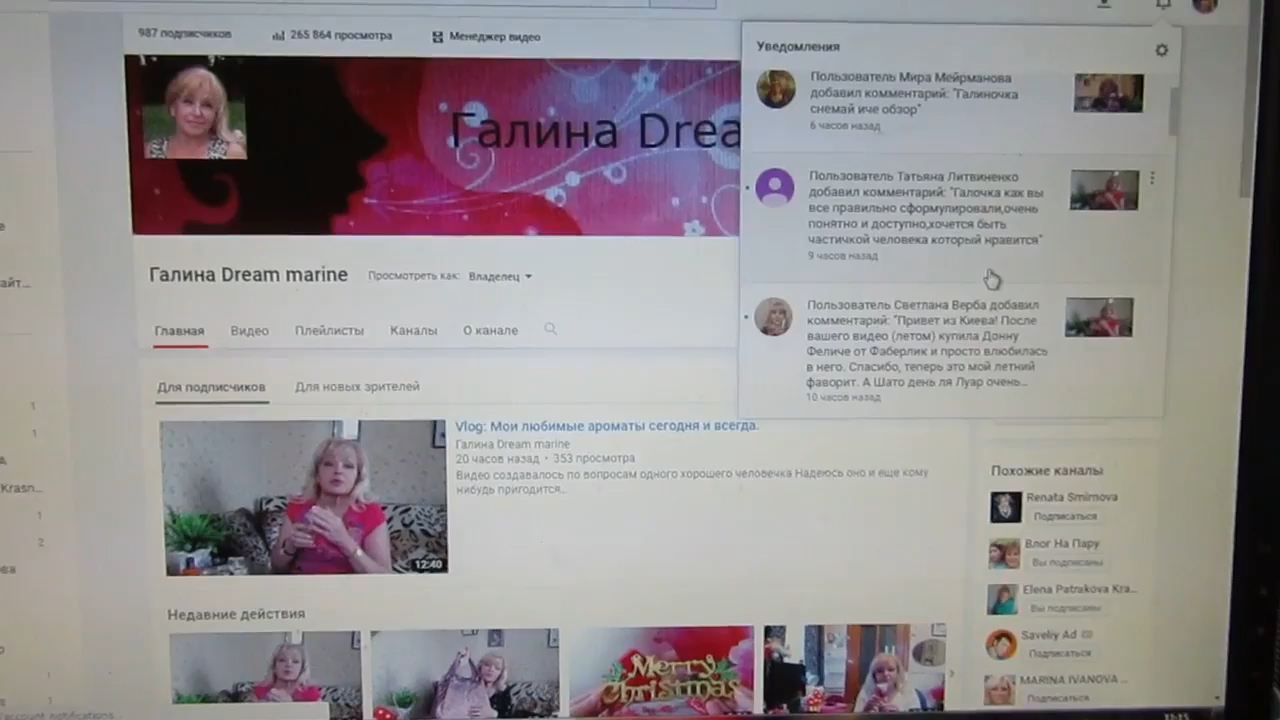 987 подписчиков
265 864 просмотра
Менеджер видео
Галина Drea
Галина Dream marine
Просмотреть как:
Владелец
Главная
Видео
Плейлисты
Каналы
О канале
Для подписчиков
Для новых зрителей
Vlog: Мои любимые ароматы сегодня и всегда.
Галина Dream marine
20 часов назад • 353 просмотра
Видео создавалось по вопросам одного хорошего человечка Надеюсь оно и еще кому
нибудь пригодится...
12:40
Недавние действия
Merry
Christmas
Уведомления
Пользователь Мира Мейрманова
добавил комментарий: "Галиночка
снемай иче обзор"
6 часов назад
Пользователь Татьяна Литвиненко
добавил комментарий: "Галочка как вы
все правильно сформулировали,очень
понятно и доступно,хочется быть
частичкой человека который нравится"
9 часов назад
Пользователь Светлана Верба добавил
комментарий: "Привет из Киева! После
вашего видео (летом) купила Донну
Феличе от Фаберлик и просто влюбилась
в него. Спасибо, теперь это мой летний
фаворит. А Шато день ля Луар очень...
10 часов назад
Похожие каналы
Renata Smirnova
Подписаться
Влог На Пару
Вы подписаны
Elena Patrakova Kra...
Вы подписаны
Saveliy Ad
Подписаться
MARINA IVANOVA ...
Подписаться